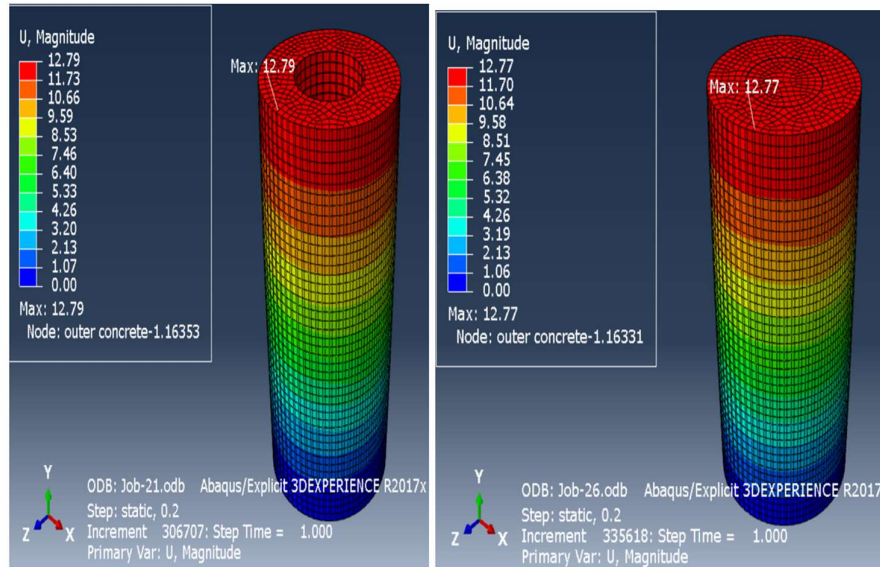 U, Magnitude
12.79
11.73
10.66
9.59
8.53
7.46
6.40
5.33
4.26
3.20
2.13
1.07
0.00
Max: 12.79
Node: outer concrete-1.16353
Max: 12.79
Y
Z X
ODB: Job-21.odb Abaqus/Explicit 3DEXPERIENCE R2017x
Step: static, 0.2
Increment 306707: Step Time = 1.000
Primary Var: U, Magnitude
U, Magnitude
12.77
11.70
10.64
9.58
8.51
7.45
6.38
5.32
4.26
3.19
2.13
1.06
0.00
Max: 12.77
Node: outer concrete-1.16331
Max: 12.77
Y
Z X
ODB: Job-26.odb Abaqus/Explicit 3DEXPERIENCE R2017
Step: static, 0.2
Increment 335618: Step Time = 1.000
Primary Var: U, Magnitude